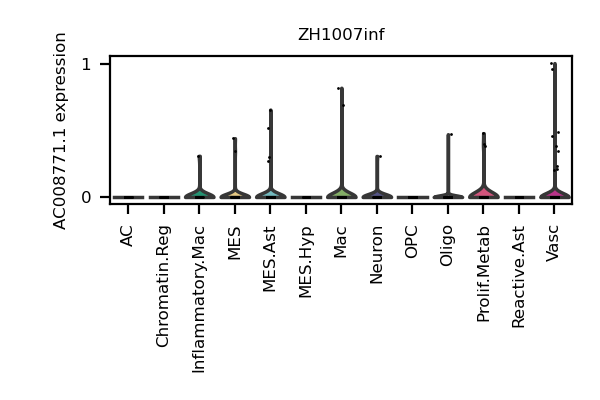 ZH1007inf
AC008771.1 expression
1
0
AC
Chromatin.Reg
Inflammatory.Mac
MES
MES.Ast
MES.Hyp
Mac
Neuron
OPC
Oligo
Prolif.Metab
Reactive.Ast
Vasc